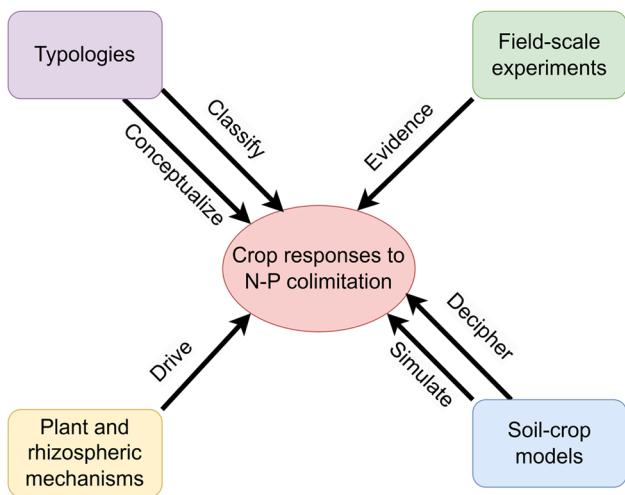 Typologies
Field-scale
experiments
Classify
Conceptualize
Evidence
Crop responses to
N-P colimitation
Drive
Decipher
Simulate
Plant and
rhizospheric
mechanisms
Soil-crop
models